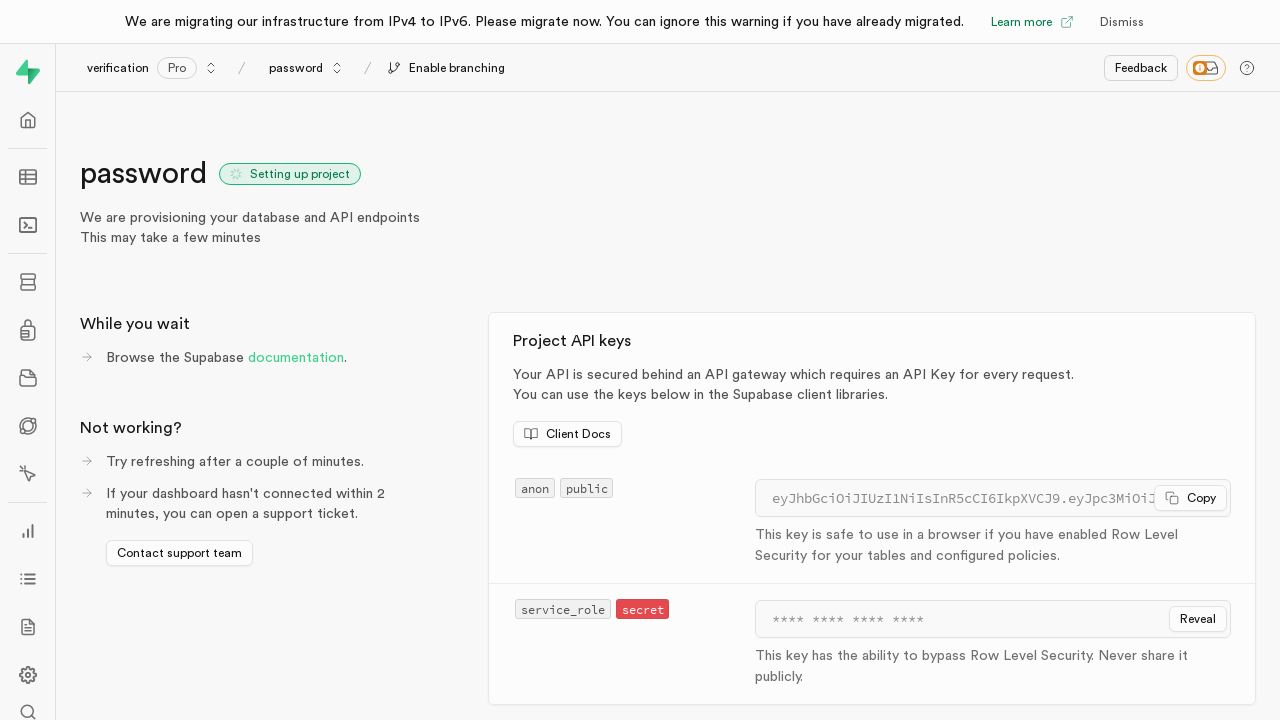 We are migrating our infrastructure from IPv4 to IPv6. Please migrate now. You can ignore this warning if you have already migrated. Learn more Dismiss
verification Pro / password / Enable branching Feedback
password Setting up project
We are provisioning your database and API endpoints
This may take a few minutes
While you wait
Browse the Supabase documentation.
Not working?
Try refreshing after a couple of minutes.
If your dashboard hasn't connected within 2
minutes, you can open a support ticket.
Contact support team
Project API keys
Your API is secured behind an API gateway which requires an API Key for every request.
You can use the keys below in the Supabase client libraries.
Client Docs
anon public
eyJhbGciOiJIUzI1NiIsInR5cCI6IkpXVCJ9.eyJpc3MiOiJ Copy
This key is safe to use in a browser if you have enabled Row Level
Security for your tables and configured policies.
service_role secret
**** **** **** **** Reveal
This key has the ability to bypass Row Level Security. Never share it
publicly.